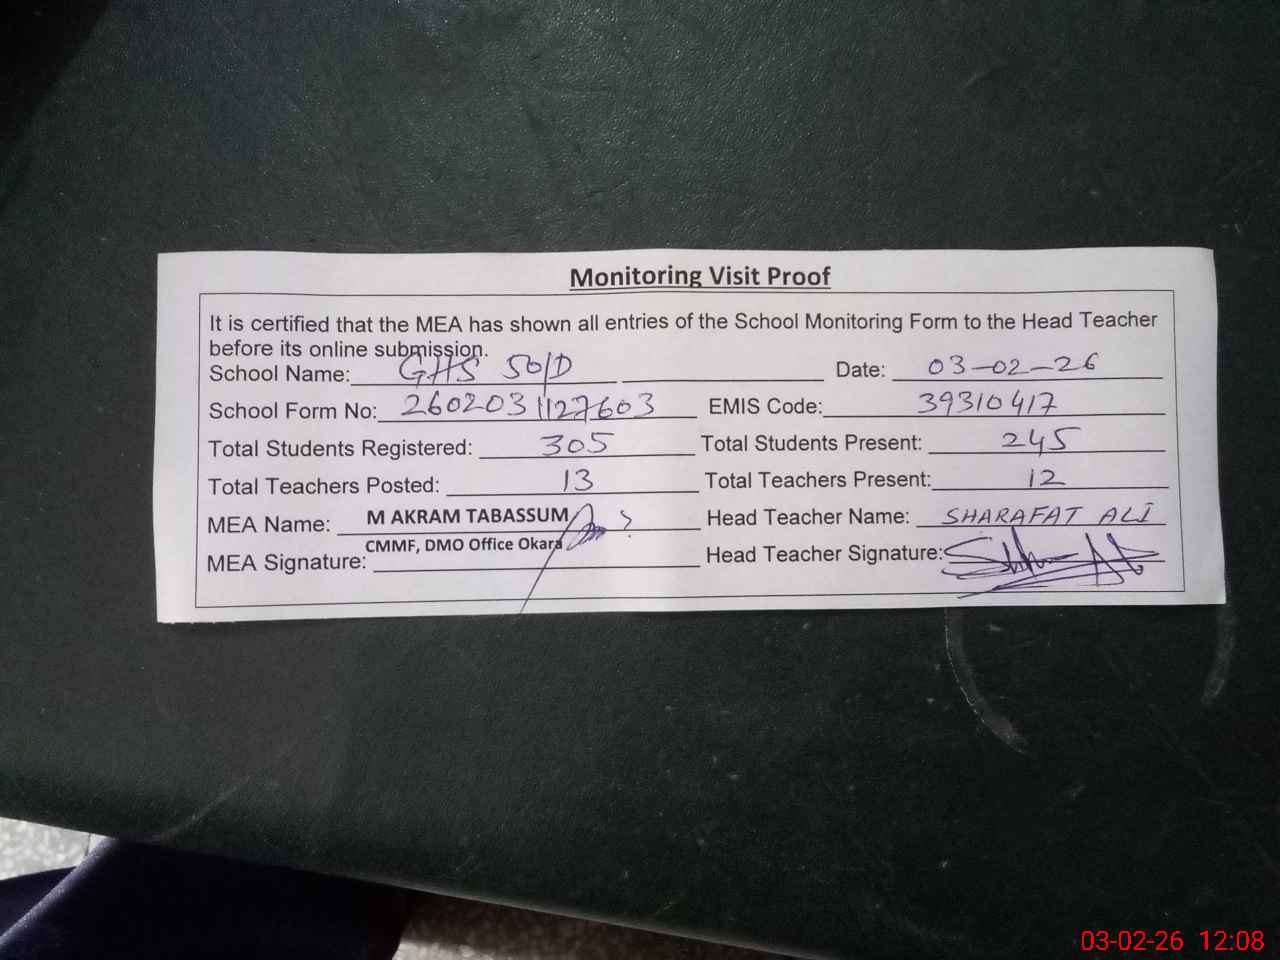 Monitoring Visit Proof
It is certified that the MEA has shown all entries of the School Monitoring Form to the Head Teacher
before its online submission.
School Name: GHS 50/D Date: 03-02-26
School Form No: 2602031127603 EMIS Code: 39310417
Total Students Registered: 305 Total Students Present: 245
Total Teachers Posted: 13 Total Teachers Present: 12
MEA Name: M AKRAM TABASSUM Head Teacher Name: SHARAFAT ALI
CMMF, DMO Office Okara
MEA Signature: Head Teacher Signature:
03-02-26 12:08